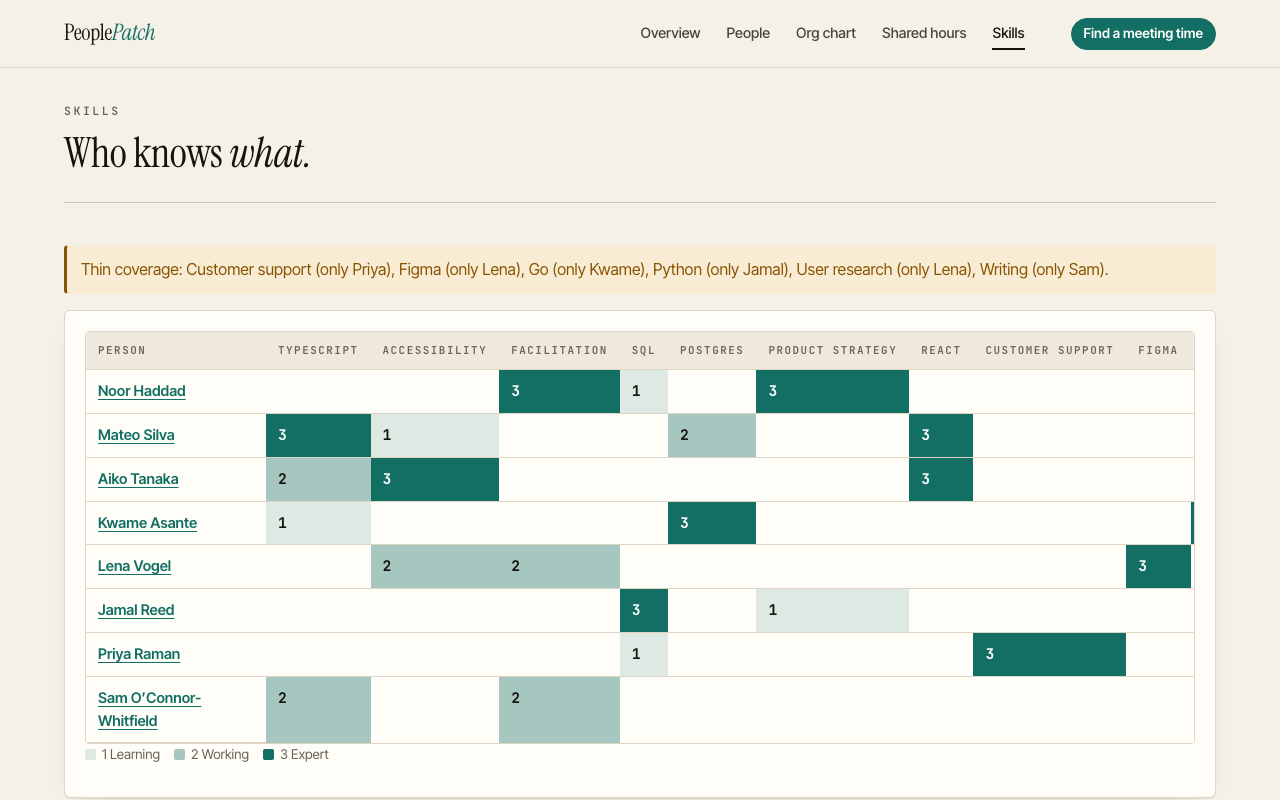 PeoplePatch Overview People Org chart Shared hours Skills Find a meeting time
SKILLS
Who knows what.
Thin coverage: Customer support (only Priya), Figma (only Lena), Go (only Kwame), Python (only Jamal), User research (only Lena), Writing (only Sam).
PERSON TYPESCRIPT ACCESSIBILITY FACILITATION SQL POSTGRES PRODUCT STRATEGY REACT CUSTOMER SUPPORT FIGMA
Noor Haddad 3 1 3
Mateo Silva 3 1 2 3
Aiko Tanaka 2 3 3
Kwame Asante 1 3
Lena Vogel 2 2 3
Jamal Reed 3 1
Priya Raman 1 3
Sam O’Connor- 2 2
Whitfield
1 Learning 2 Working 3 Expert